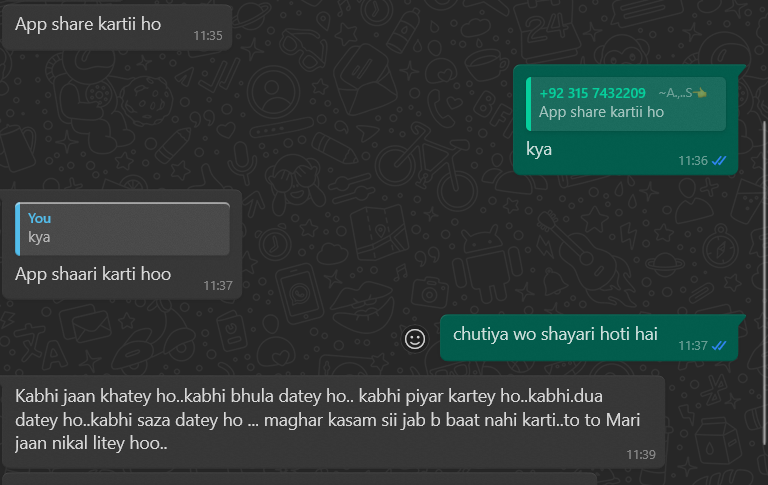 App share kartii ho
11:35
+92 315 7432209 ~A.,..S
App share kartii ho
kya
11:36
You
kya
App shaari karti hoo
11:37
chutiya wo shayari hoti hai
11:37
Kabhi jaan khatey ho..kabhi bhula datey ho.. kabhi piyar kartey ho..kabhi.dua
datey ho..kabhi saza datey ho ... maghar kasam sii jab b baat nahi karti..to to Mari
jaan nikal litey hoo..
11:39